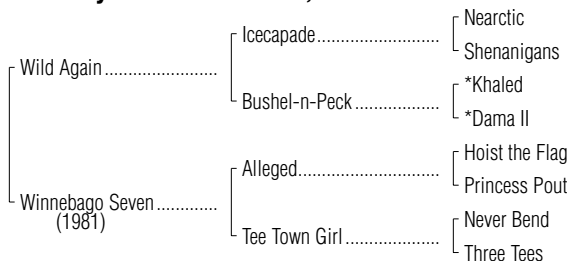 Nearctic
Icecapade
Shenanigans
Wild Again
*Khaled
Bushel-n-Peck
*Dama II
Hoist the Flag
Alleged
Princess Pout
Winnebago Seven
(1981)
Never Bend
Tee Town Girl
Three Tees